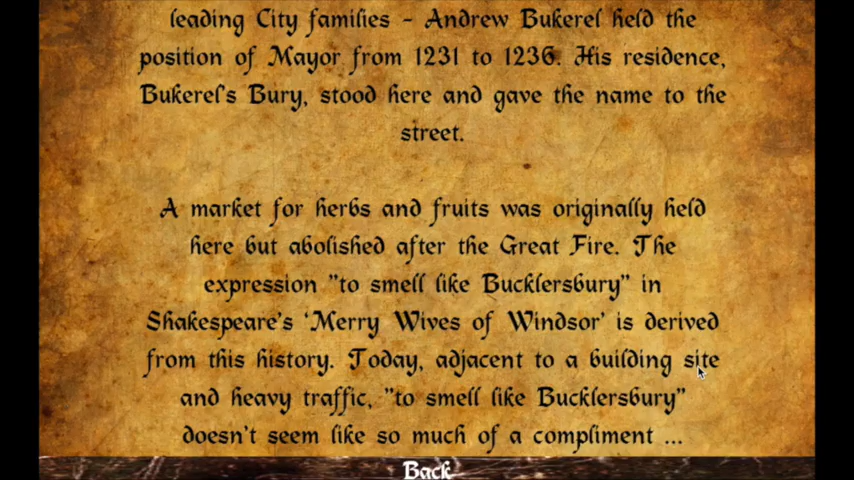 leading City families - Andrew Bukerel held the
position of Mayor from 1231 to 1236. His residence,
Bukerel's Bury, stood here and gave the name to the
street.
A market for herbs and fruits was originally held
here but abolished after the Great Fire. The
expression "to smell like Bucklersbury" in
Shakespeare's 'Merry Wives of Windsor' is derived
from this history. Today, adjacent to a building site
and heavy traffic, "to smell like Bucklersbury"
doesn't seem like so much of a compliment ...
Back